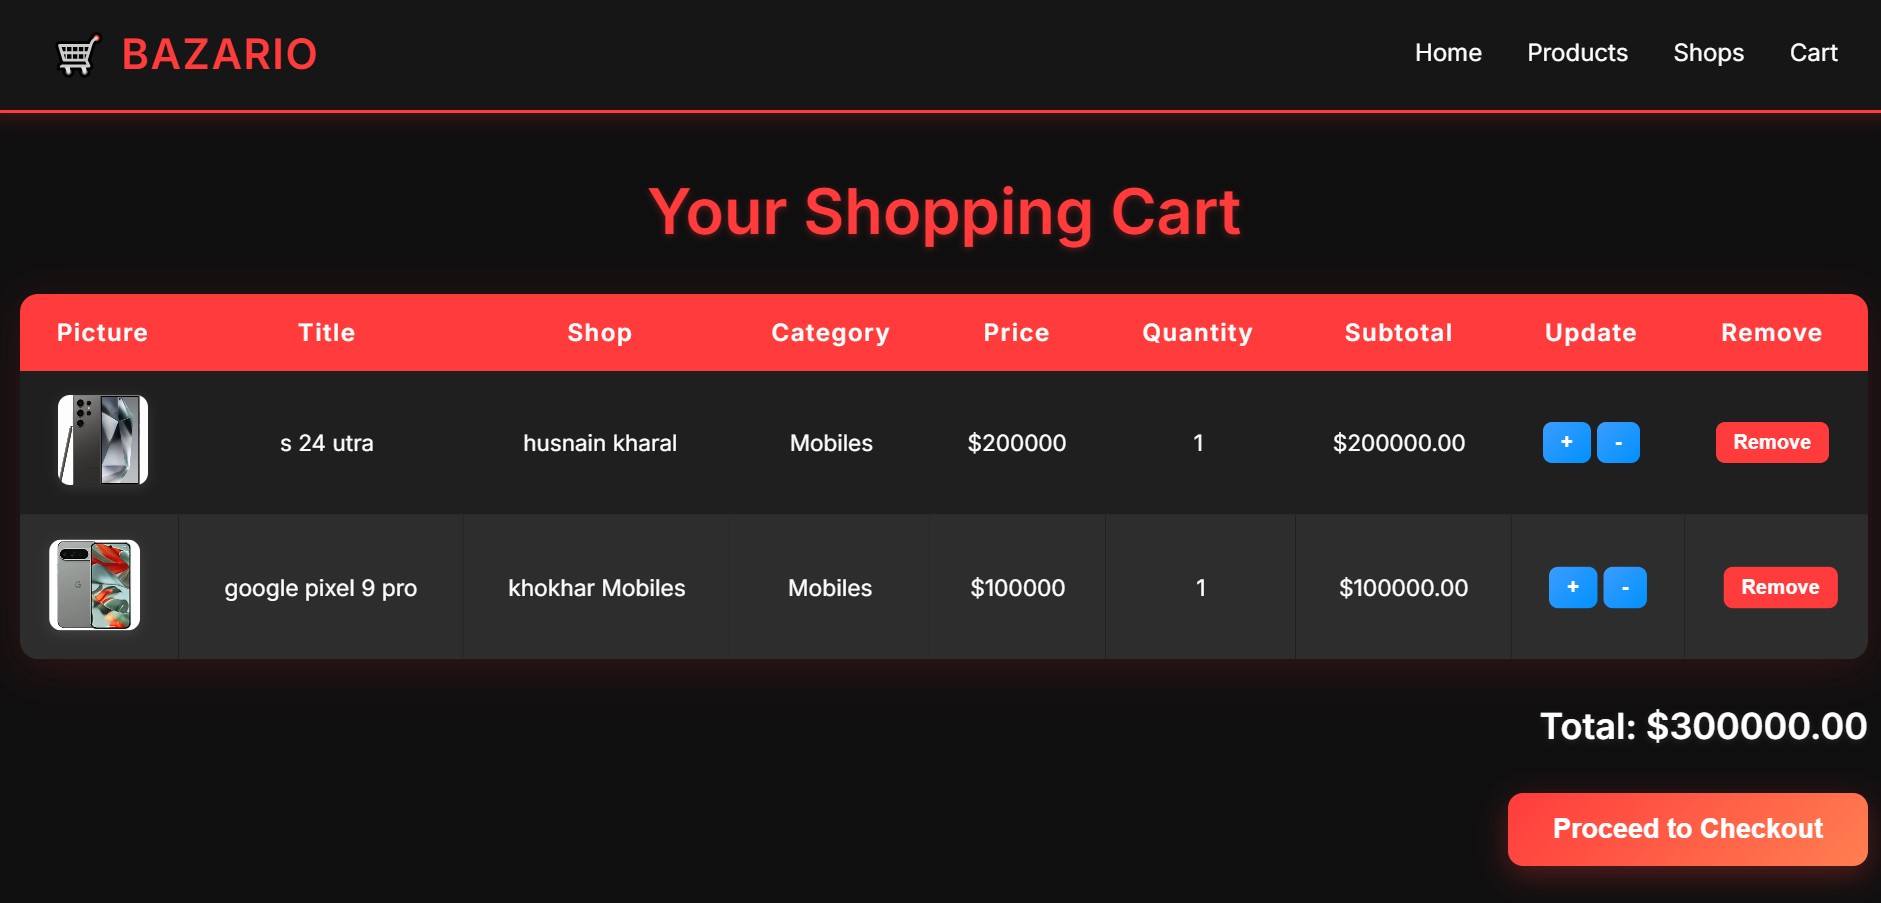 BAZARIO
Home Products Shops Cart
Your Shopping Cart
Picture Title Shop Category Price Quantity Subtotal Update Remove
s 24 utra husnain kharal Mobiles $200000 1 $200000.00 + - Remove
google pixel 9 pro khokhar Mobiles Mobiles $100000 1 $100000.00 + - Remove
Total: $300000.00
Proceed to Checkout